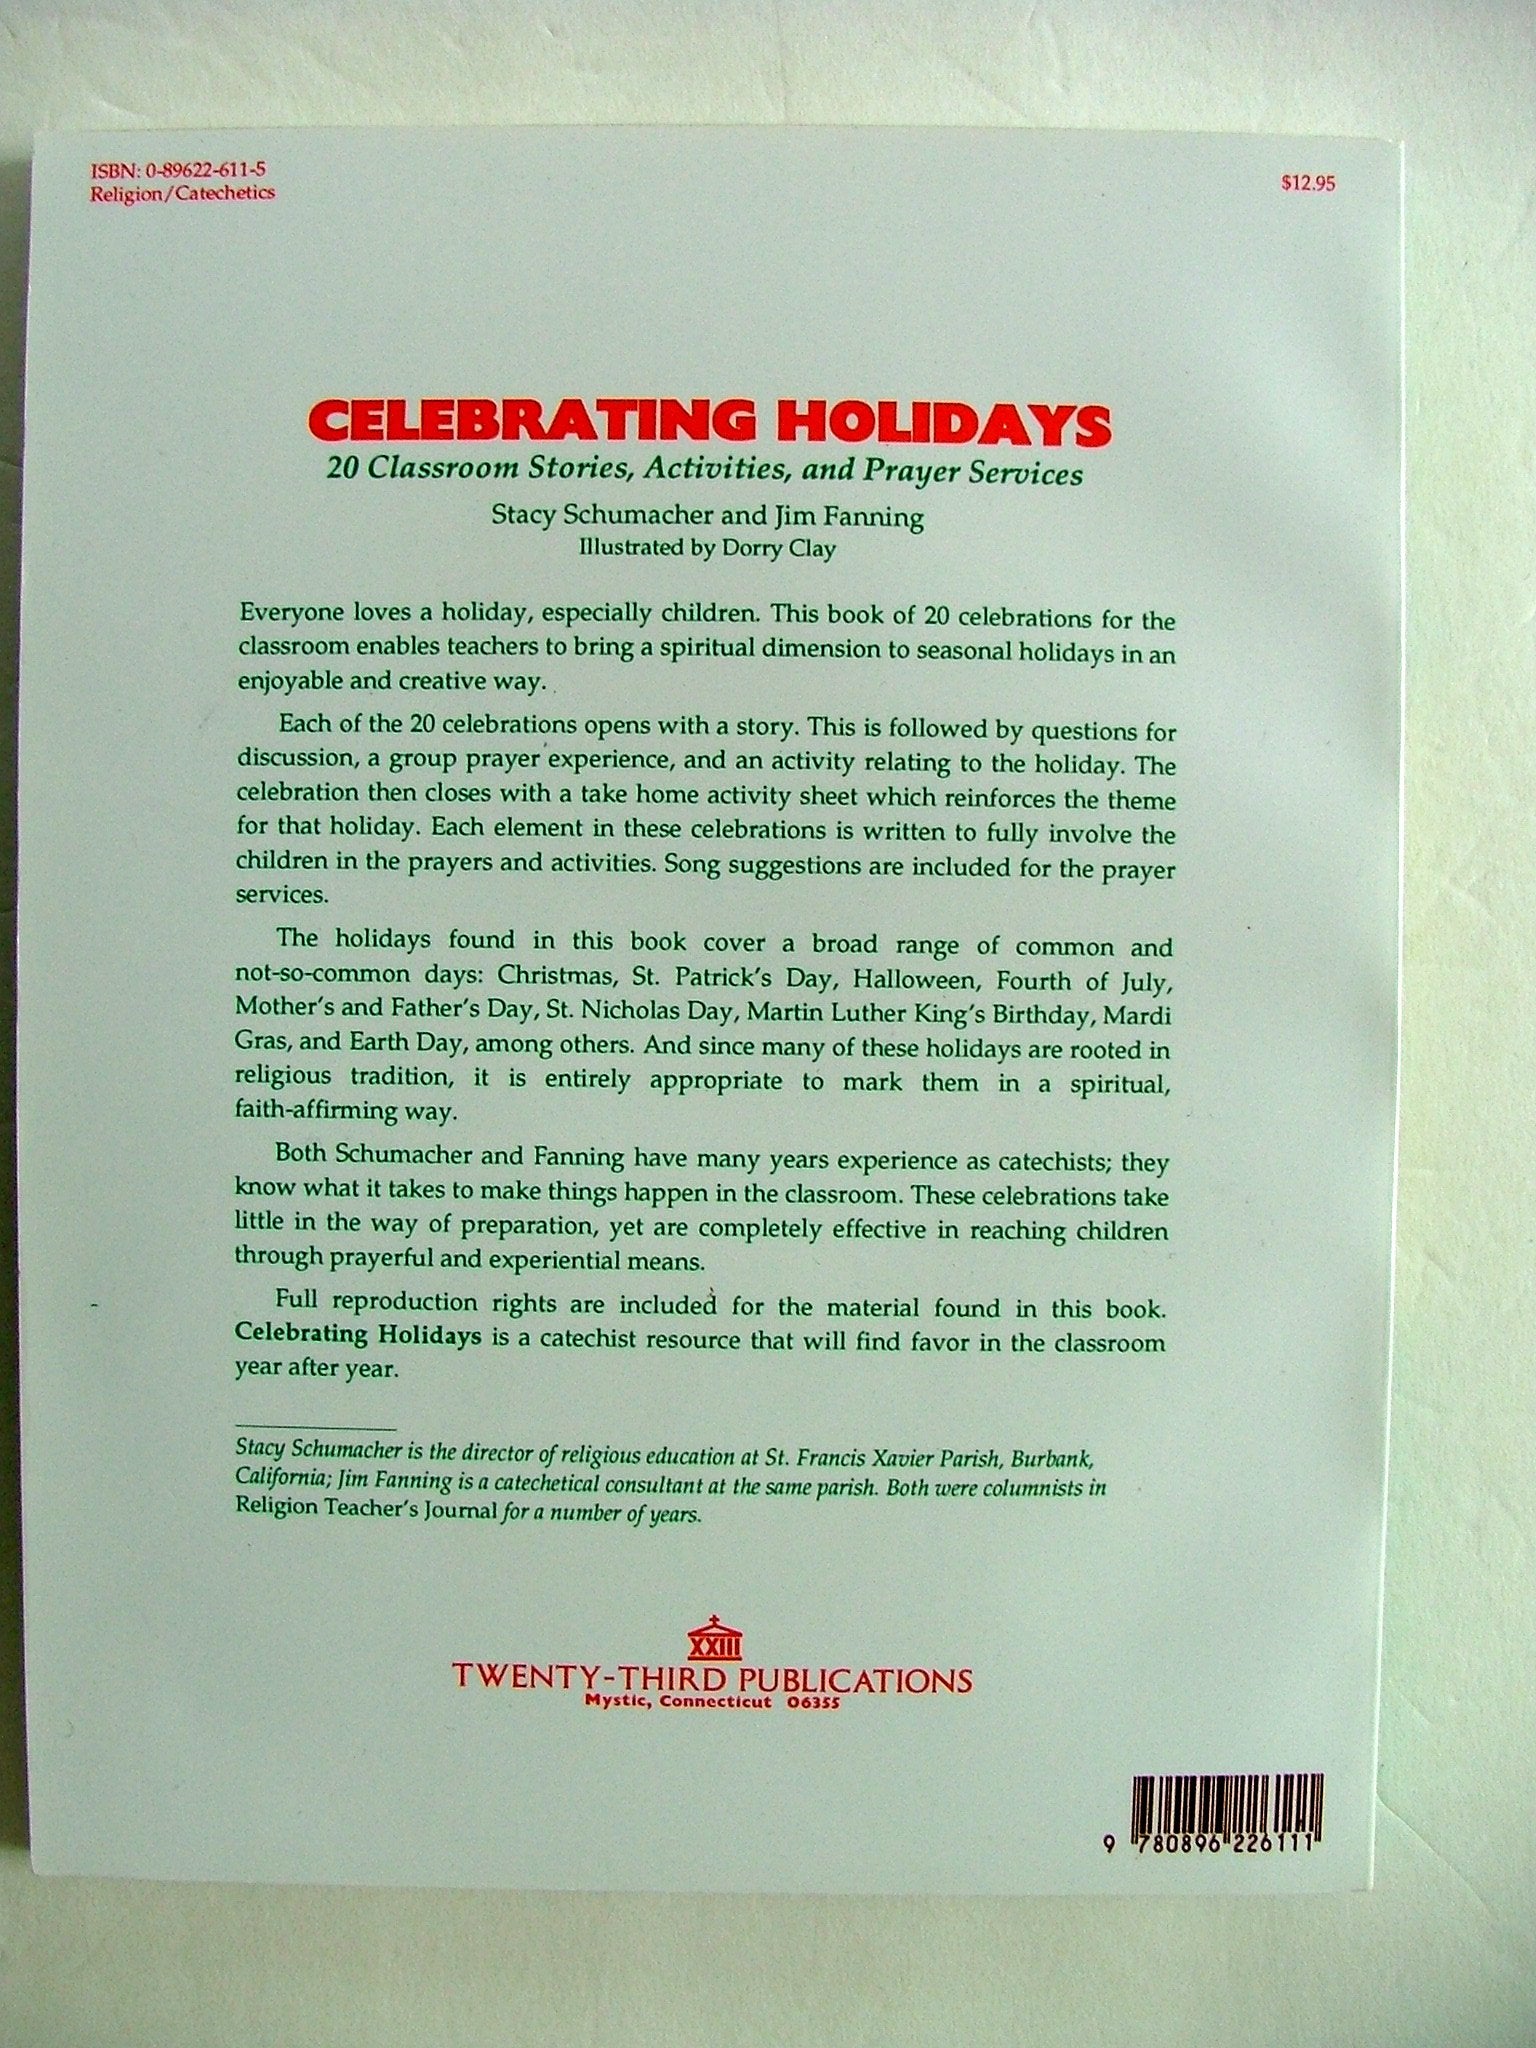 ISBN: 0-89622-611-5
Religion/Catechetics
$12.95
CELEBRATING HOLIDAYS
20 Classroom Stories, Activities, and Prayer Services
Stacy Schumacher and Jim Fanning
Illustrated by Dorry Clay
Everyone loves a holiday, especially children. This book of 20 celebrations for the
classroom enables teachers to bring a spiritual dimension to seasonal holidays in an
enjoyable and creative way.
Each of the 20 celebrations opens with a story. This is followed by questions for
discussion, a group prayer experience, and an activity relating to the holiday. The
celebration then closes with a take home activity sheet which reinforces the theme
for that holiday. Each element in these celebrations is written to fully involve the
children in the prayers and activities. Song suggestions are included for the prayer
services.
The holidays found in this book cover a broad range of common and
not-so-common days: Christmas, St. Patrick's Day, Halloween, Fourth of July,
Mother's and Father's Day, St. Nicholas Day, Martin Luther King's Birthday, Mardi
Gras, and Earth Day, among others. And since many of these holidays are rooted in
religious tradition, it is entirely appropriate to mark them in a spiritual,
faith-affirming way.
Both Schumacher and Fanning have many years experience as catechists; they
know what it takes to make things happen in the classroom. These celebrations take
little in the way of preparation, yet are completely effective in reaching children
through prayerful and experiential means.
Full reproduction rights are included for the material found in this book.
Celebrating Holidays is a catechist resource that will find favor in the classroom
year after year.
Stacy Schumacher is the director of religious education at St. Francis Xavier Parish, Burbank,
California; Jim Fanning is a catechetical consultant at the same parish. Both were columnists in
Religion Teacher's Journal for a number of years.
XXIII
TWENTY-THIRD PUBLICATIONS
Mystic, Connecticut 06355
9 780896 226111